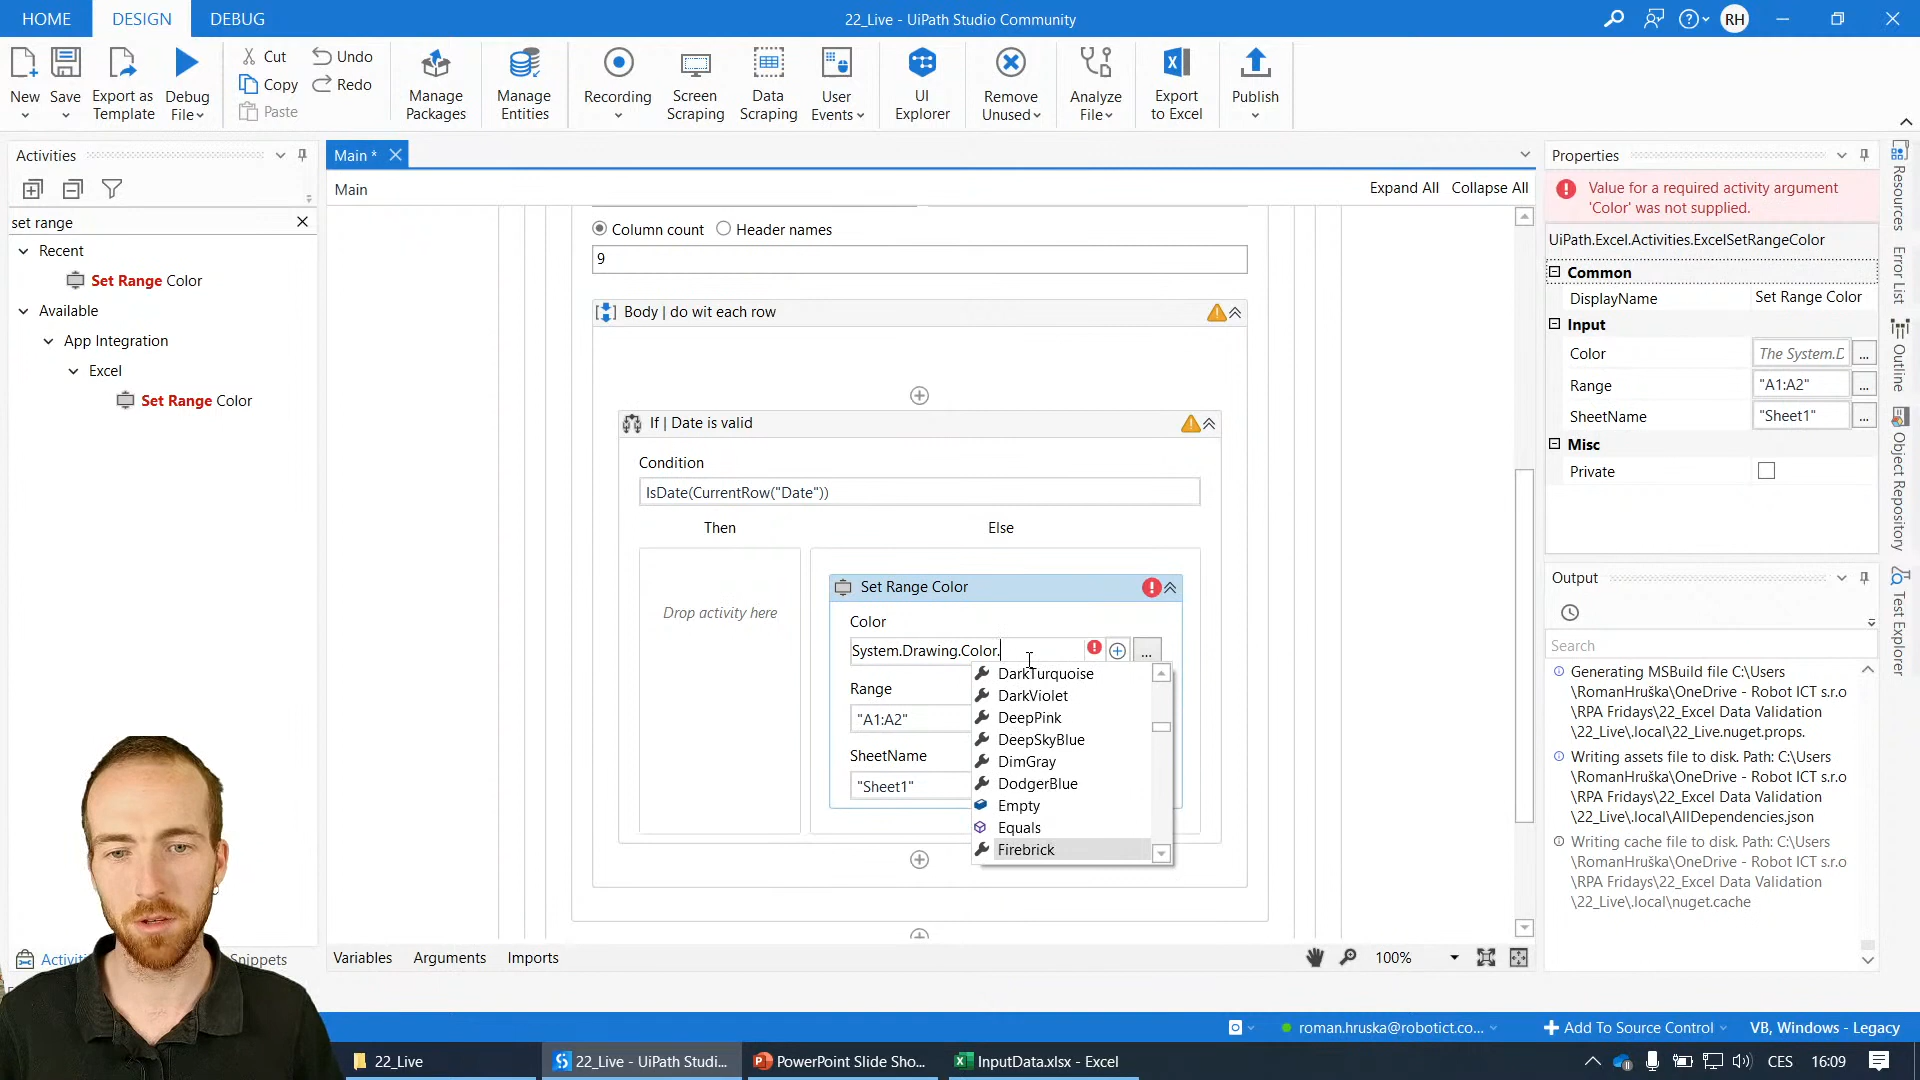 HOME
DESIGN
DEBUG
22_Live - UiPath Studio Community
RH
New
Save
Export as
Template
Debug
File
Cut
Copy
Paste
Undo
Redo
Manage
Packages
Manage
Entities
Recording
Screen
Scraping
Data
Scraping
User
Events
UI
Explorer
Remove
Unused
Analyze
File
Export
to Excel
Publish
Activities
set range
Recent
Set Range Color
Available
App Integration
Excel
Set Range Color
Activiti
Snippets
Main *
Main
Expand All
Collapse All
Column count
Header names
9
Body | do wit each row
If | Date is valid
Condition
IsDate(CurrentRow("Date"))
Then
Else
Drop activity here
Set Range Color
Color
System.Drawing.Color.
...
Range
"A1:A2"
SheetName
"Sheet1"
DarkTurquoise
DarkViolet
DeepPink
DeepSkyBlue
DimGray
DodgerBlue
Empty
Equals
Firebrick
Variables
Arguments
Imports
100%
Properties
Value for a required activity argument
'Color' was not supplied.
UiPath.Excel.Activities.ExcelSetRangeColor
Common
DisplayName
Set Range Color
Input
Color
The System.D
...
Range
"A1:A2"
...
SheetName
"Sheet1"
...
Misc
Private
Output
Search
Generating MSBuild file C:\Users
\RomanHruška\OneDrive - Robot ICT s.r.o
\RPA Fridays\22_Excel Data Validation
\22_Live\.local\22_Live.nuget.props.
Writing assets file to disk. Path: C:\Users
\RomanHruška\OneDrive - Robot ICT s.r.o
\RPA Fridays\22_Excel Data Validation
\22_Live\.local\AllDependencies.json
Writing cache file to disk. Path: C:\Users
\RomanHruška\OneDrive - Robot ICT s.r.o
\RPA Fridays\22_Excel Data Validation
\22_Live\.local\nuget.cache
Resources
Error List
Outline
Object Repository
Test Explorer
roman.hruska@robotict.co...
Add To Source Control
VB, Windows - Legacy
22_Live
22_Live - UiPath Studi...
PowerPoint Slide Sho...
InputData.xlsx - Excel
CES
16:09